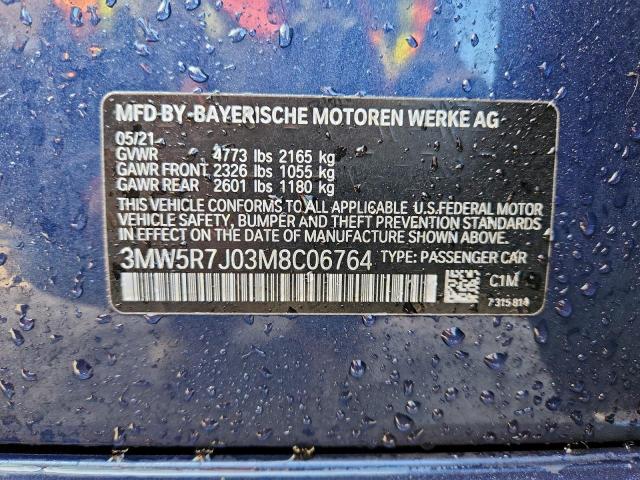 MFD BY-BAYERISCHE MOTOREN WERKE AG
05/21
GVWR 4773 lbs 2165 kg
GAWR FRONT 2326 lbs 1055 kg
GAWR REAR 2601 lbs 1180 kg
THIS VEHICLE CONFORMS TO ALL APPLICABLE U.S.FEDERAL MOTOR
VEHICLE SAFETY, BUMPER AND THEFT PREVENTION STANDARDS
IN EFFECT ON THE DATE OF MANUFACTURE SHOWN ABOVE.
3MW5R7J03M8C06764 TYPE: PASSENGER CAR
C1M
7315814